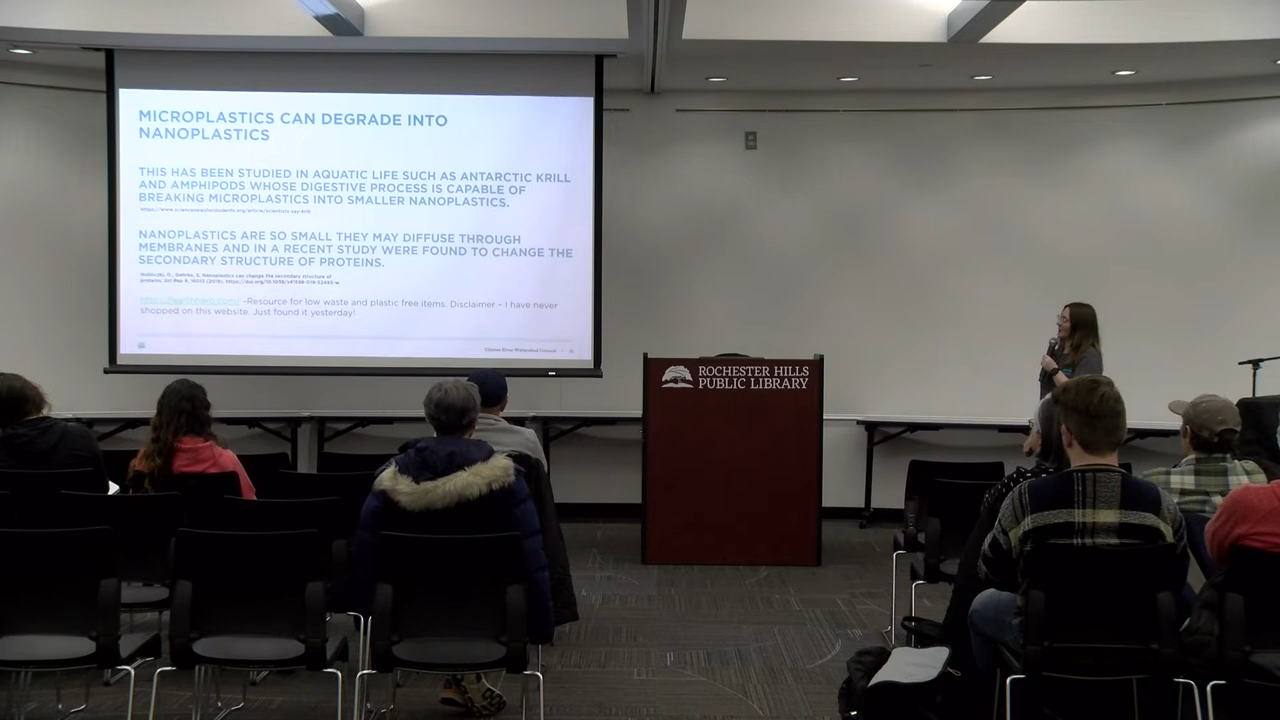 MICROPLASTICS CAN DEGRADE INTO
NANOPLASTICS
THIS HAS BEEN STUDIED IN AQUATIC LIFE SUCH AS ANTARCTIC KRILL
AND AMPHIPODS WHOSE DIGESTIVE PROCESS IS CAPABLE OF
BREAKING MICROPLASTICS INTO SMALLER NANOPLASTICS.
NANOPLASTICS ARE SO SMALL THEY MAY DIFFUSE THROUGH
MEMBRANES AND IN A RECENT STUDY WERE FOUND TO CHANGE THE
SECONDARY STRUCTURE OF PROTEINS.
Nanoplastics can change the secondary structure of
-Resource for low waste and plastic free items. Disclaimer – I have never
shopped on this website. Just found it yesterday!
Clinton River Watershed Council
ROCHESTER HILLS
PUBLIC LIBRARY